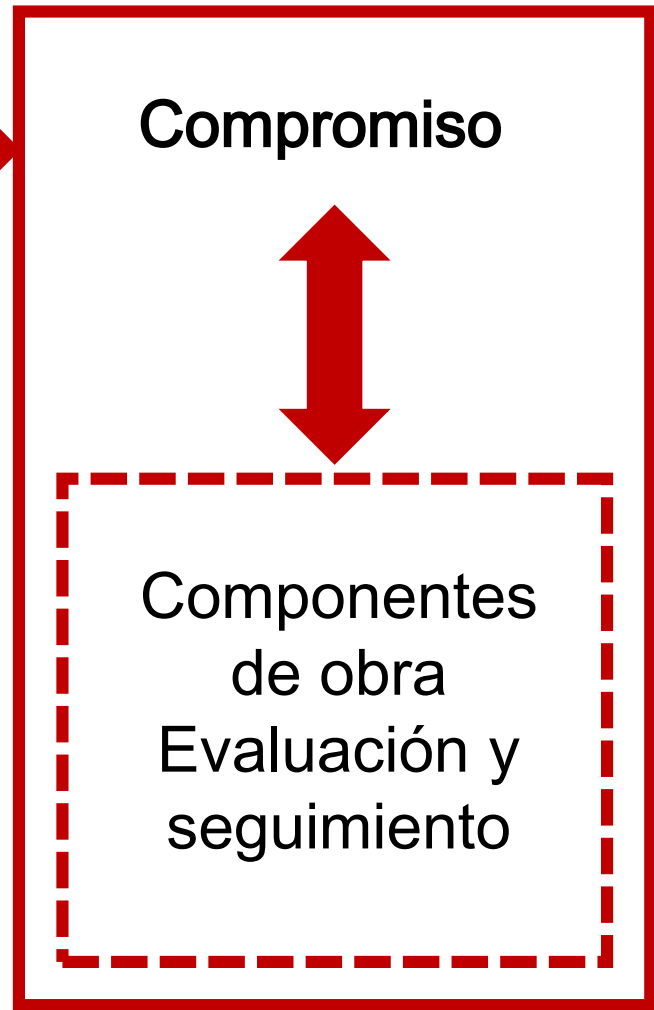 Compromiso
Componentes
de obra
Evaluación y
seguimiento